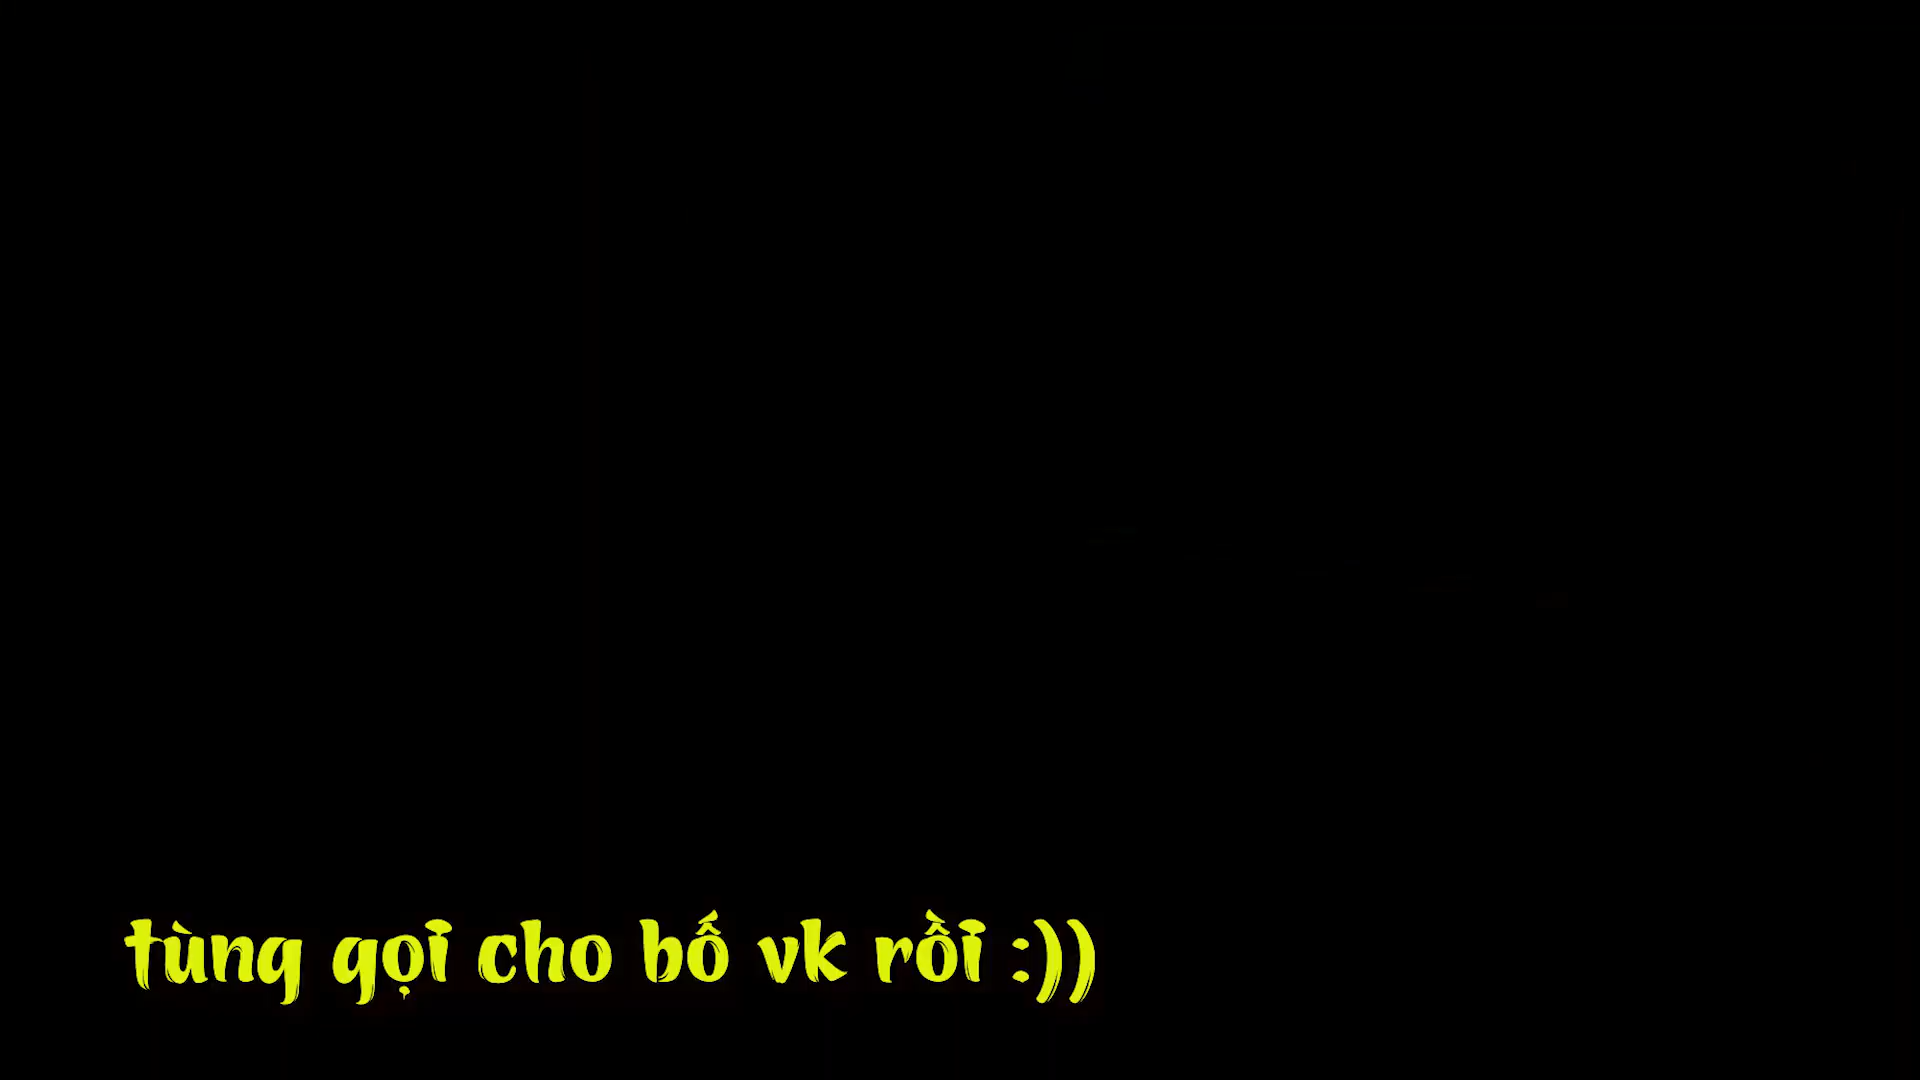 tùng gọi cho bố vk rồi :))